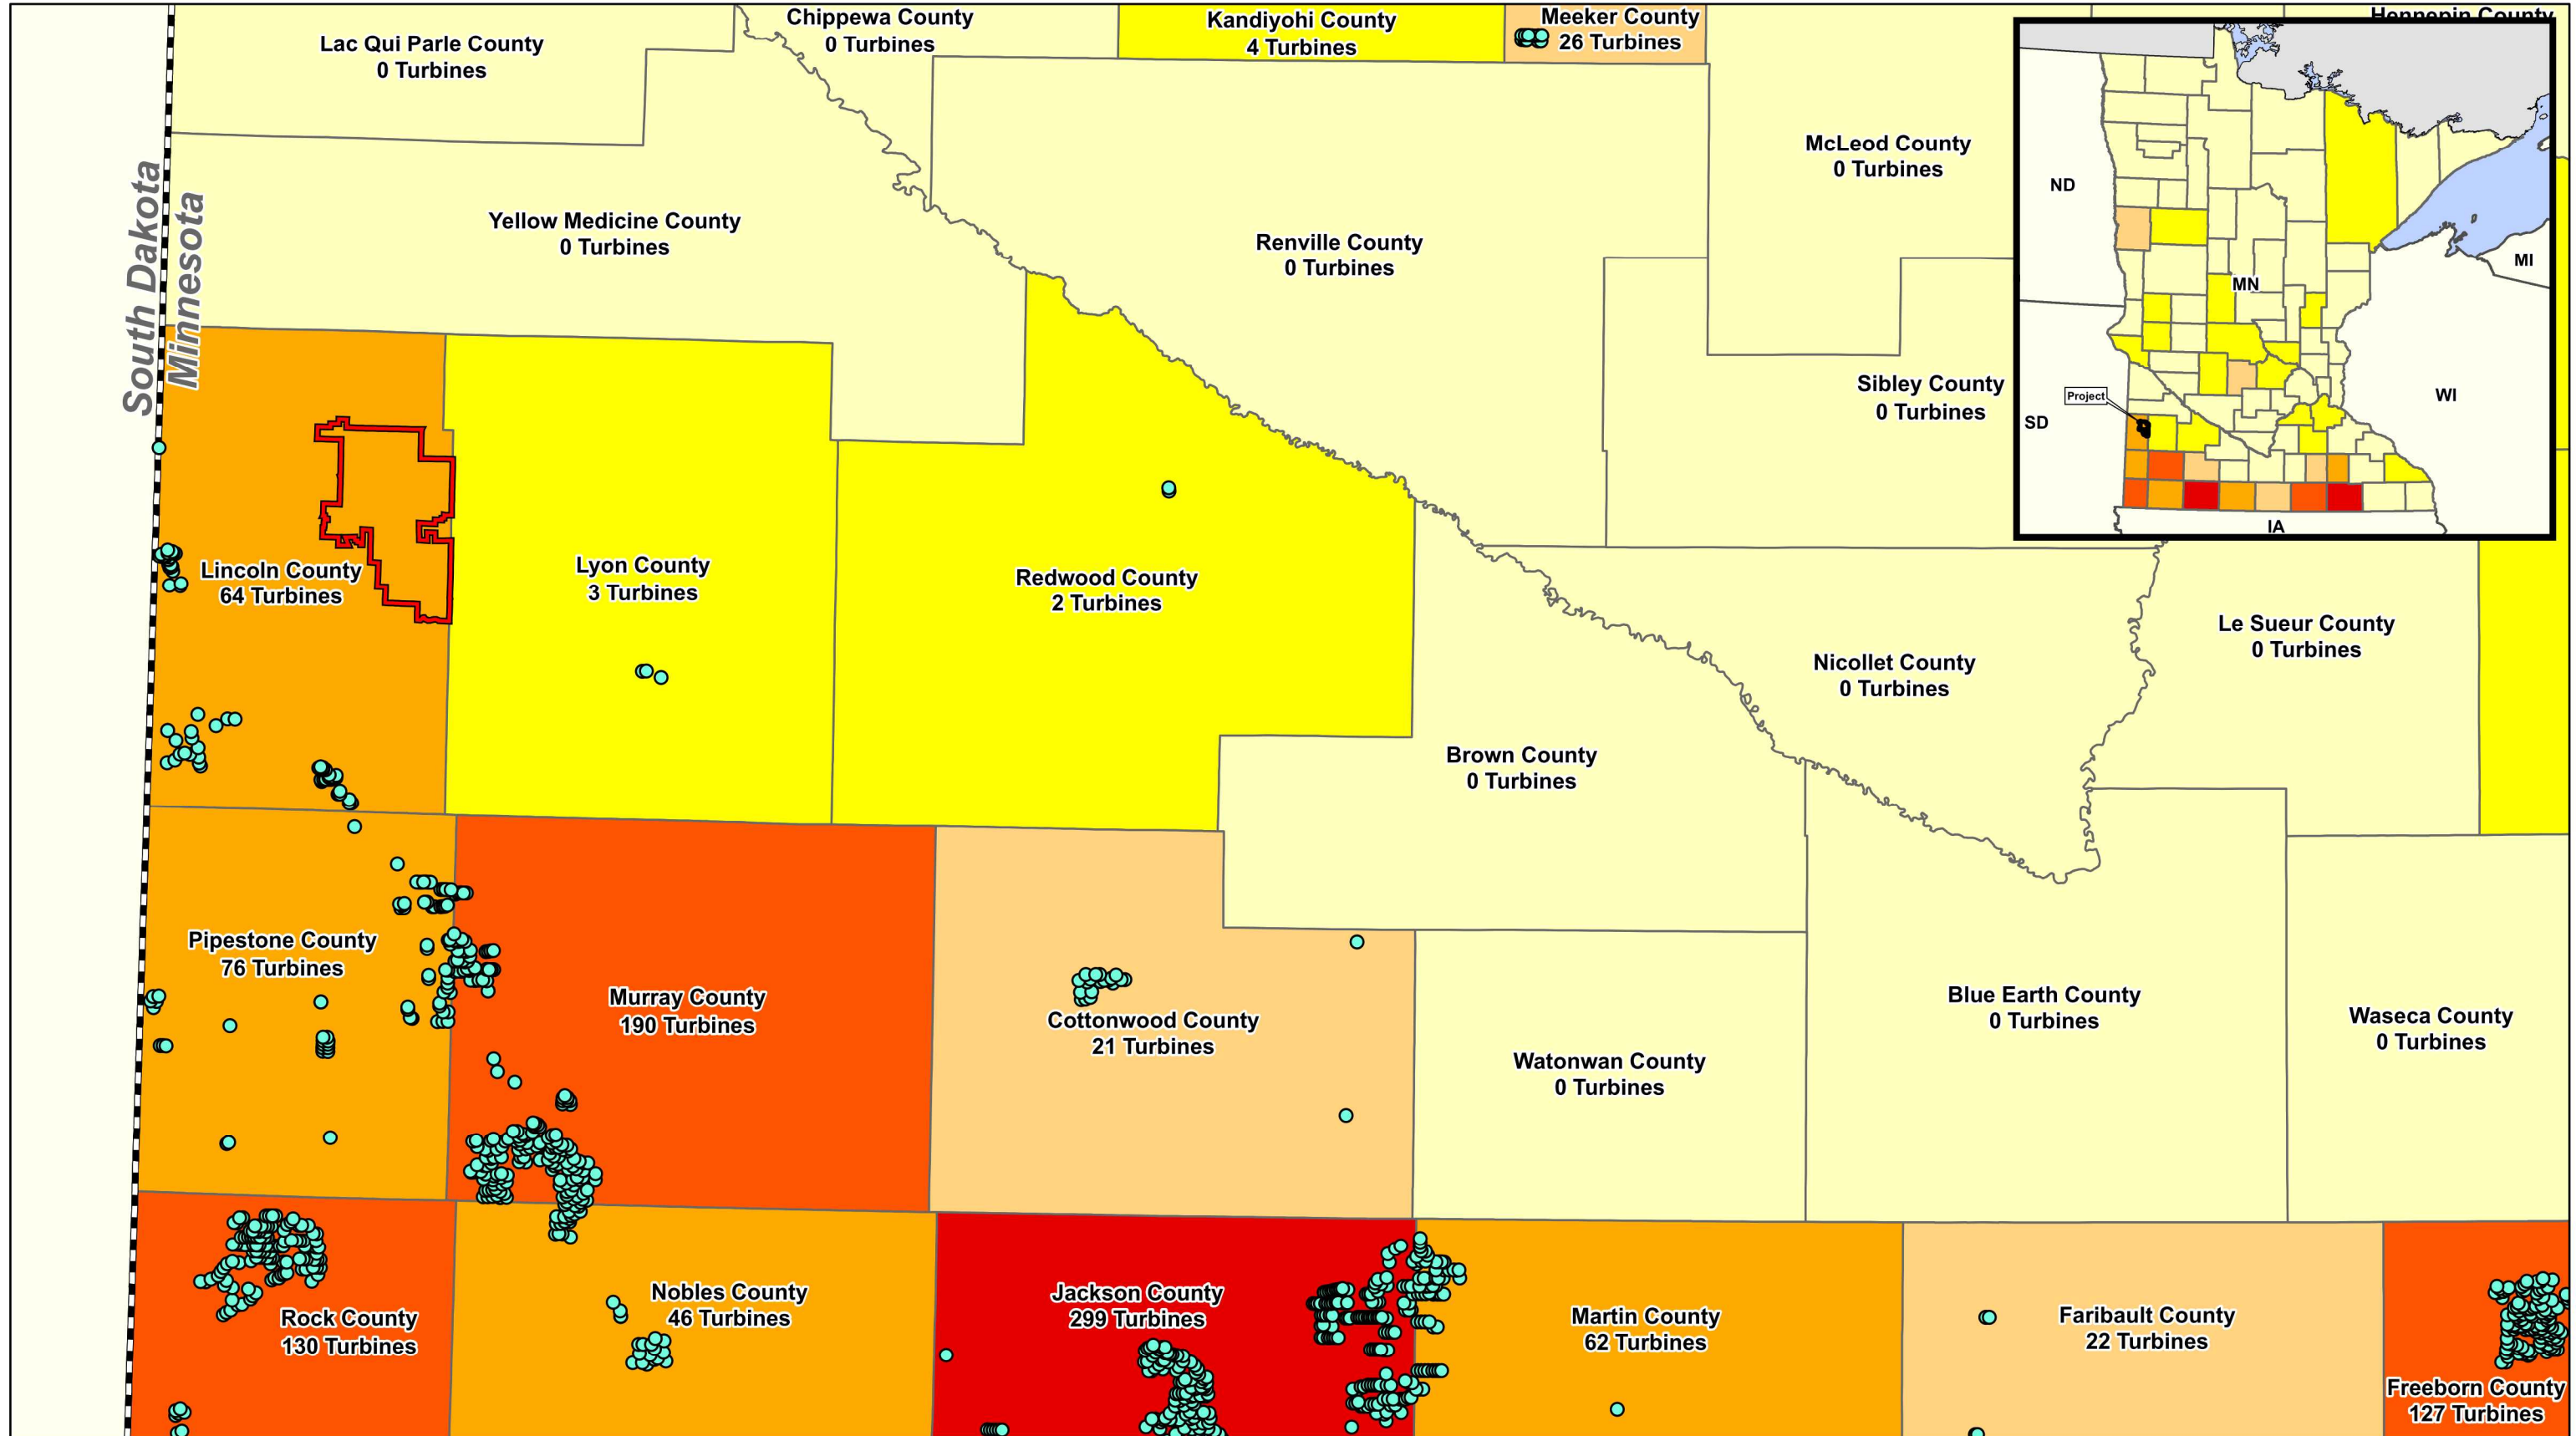 Lac Qui Parle County
0 Turbines
Chippewa County
0 Turbines
Kandiyohi County
4 Turbines
Meeker County
26 Turbines
Hennepin County
McLeod County
0 Turbines
Yellow Medicine County
0 Turbines
Renville County
0 Turbines
Sibley County
0 Turbines
South Dakota
Minnesota
ND
MN
MI
WI
Project
SD
IA
Lincoln County
64 Turbines
Lyon County
3 Turbines
Redwood County
2 Turbines
Nicollet County
0 Turbines
Le Sueur County
0 Turbines
Brown County
0 Turbines
Pipestone County
76 Turbines
Murray County
190 Turbines
Cottonwood County
21 Turbines
Watonwan County
0 Turbines
Blue Earth County
0 Turbines
Waseca County
0 Turbines
Rock County
130 Turbines
Nobles County
46 Turbines
Jackson County
299 Turbines
Martin County
62 Turbines
Faribault County
22 Turbines
Freeborn County
127 Turbines